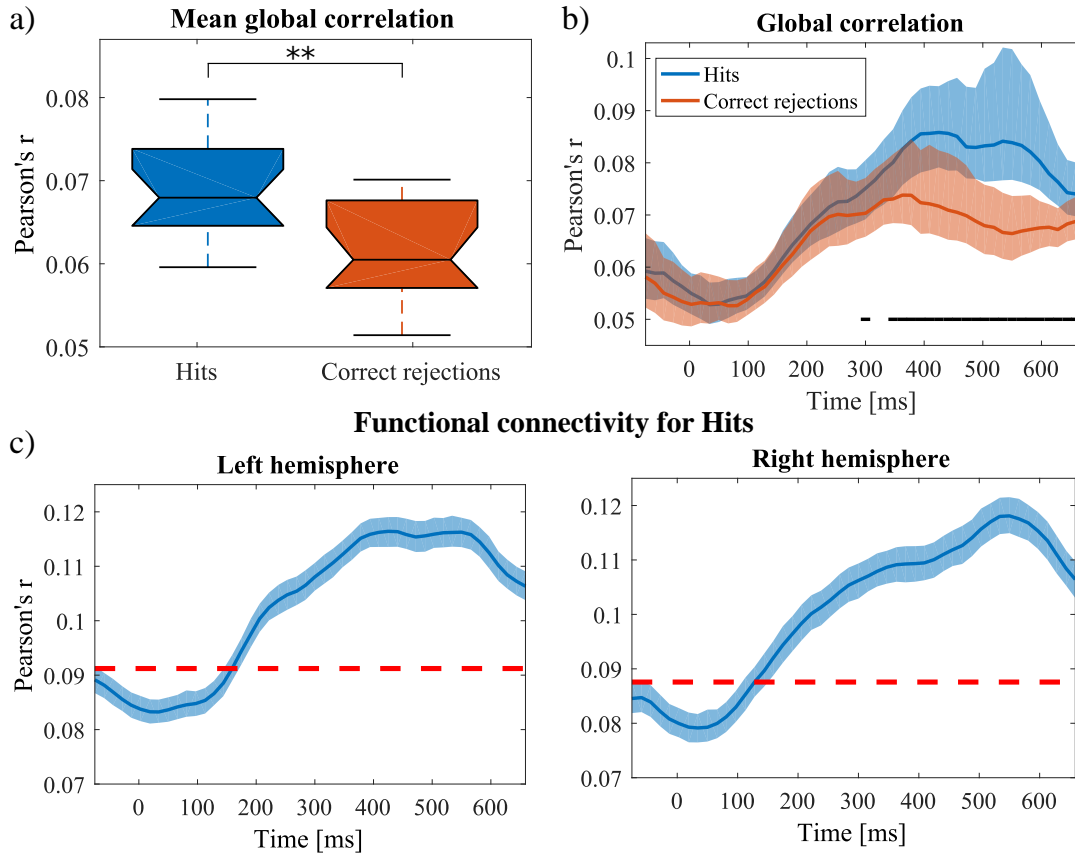 a)
Mean global correlation
**
Pearson's r
0.08
0.07
0.06
0.05
Hits
Correct rejections
b)
Global correlation
Hits
Correct rejections
Pearson's r
0.1
0.09
0.08
0.07
0.06
0.05
0 100 200 300 400 500 600
Time [ms]
Functional connectivity for Hits
c)
Left hemisphere
Pearson's r
0.12
0.11
0.1
0.09
0.08
0.07
0 100 200 300 400 500 600
Time [ms]
Right hemisphere
0.12
0.11
0.1
0.09
0.08
0.07
0 100 200 300 400 500 600
Time [ms]